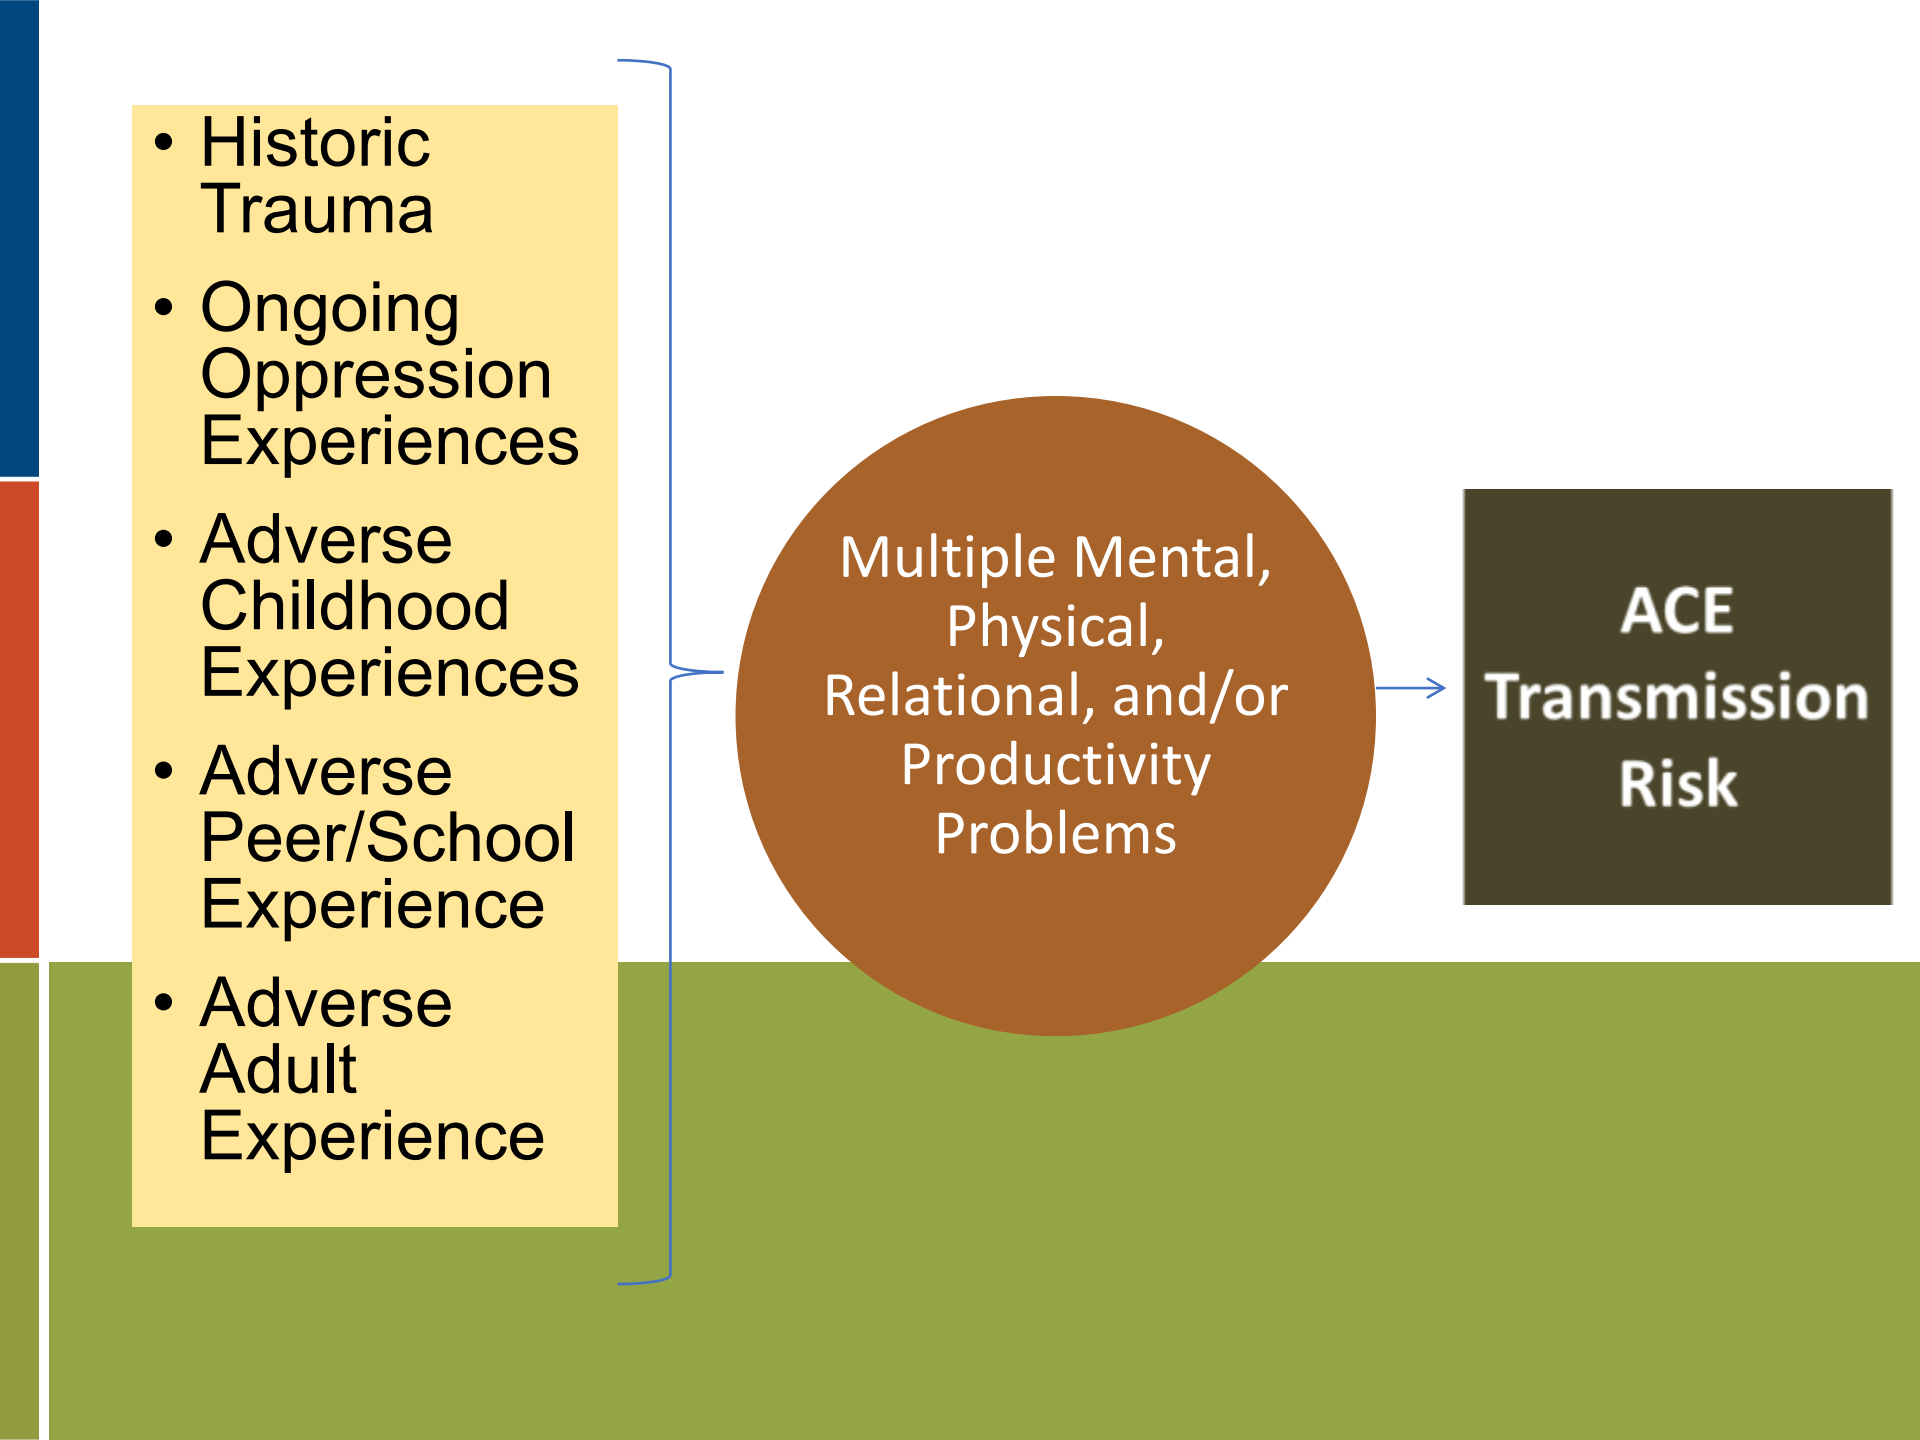 • Historic
Trauma
• Ongoing
Oppression
Experiences
• Adverse
Childhood
Experiences
• Adverse
Peer/School
Experience
• Adverse
Adult
Experience
Multiple Mental,
Physical,
Relational, and/or
Productivity
Problems
ACE
Transmission
Risk